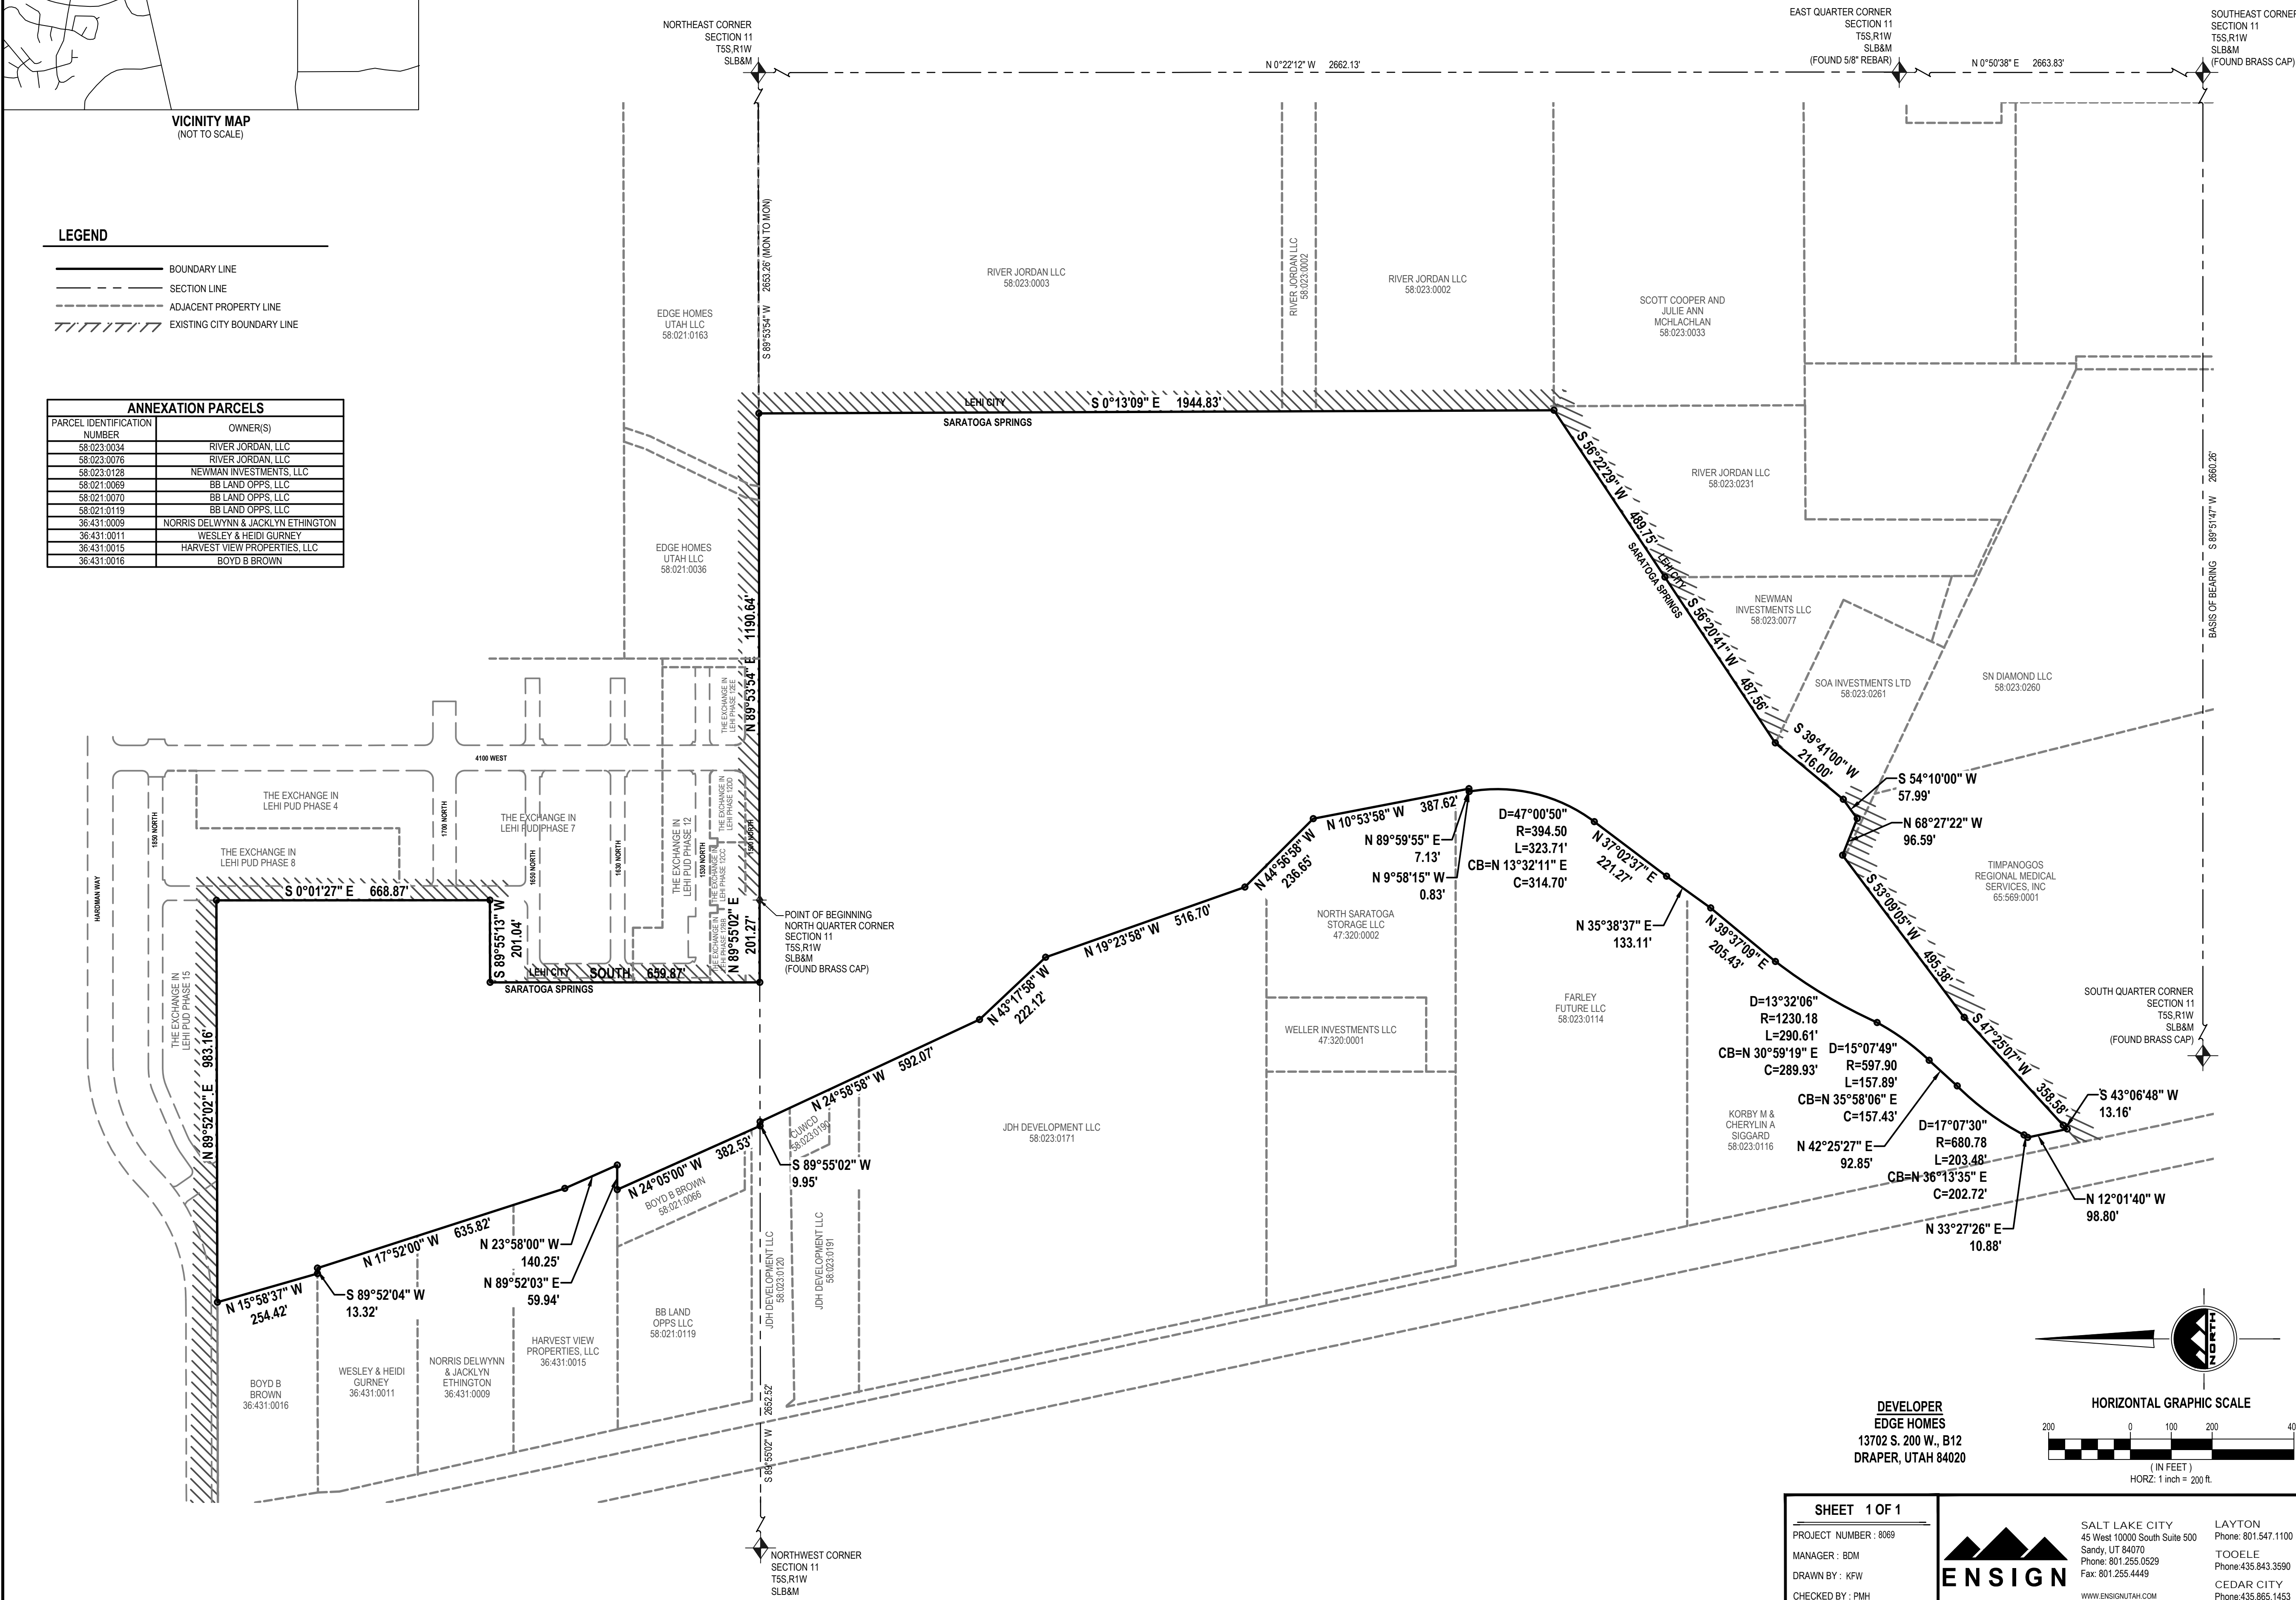 VICINITY MAP
(NOT TO SCALE)
LEGEND
BOUNDARY LINE
SECTION LINE
ADJACENT PROPERTY LINE
EXISTING CITY BOUNDARY LINE
ANNEXATION PARCELS
PARCEL IDENTIFICATION NUMBER OWNER(S)
58:023:0034 RIVER JORDAN, LLC
58:023:0076 RIVER JORDAN, LLC
58:023:0128 NEWMAN INVESTMENTS, LLC
58:021:0069 BB LAND OPPS, LLC
58:021:0070 BB LAND OPPS, LLC
58:021:0119 BB LAND OPPS, LLC
36:431:0009 NORRIS DELWYNN & JACKLYN ETHINGTON
36:431:0011 WESLEY & HEIDI GURNEY
36:431:0015 HARVEST VIEW PROPERTIES, LLC
36:431:0016 BOYD B BROWN
NORTHEAST CORNER
SECTION 11
T5S,R1W
SLB&M
N 0°22'12" W 2662.13'
EAST QUARTER CORNER
SECTION 11
T5S,R1W
SLB&M
(FOUND 5/8" REBAR)
N 0°50'38" E 2663.83'
SOUTHEAST CORNER
SECTION 11
T5S,R1W
SLB&M
(FOUND BRASS CAP)
S 89°53'54" W 2653.26' (MON TO MON)
EDGE HOMES
UTAH LLC
58:021:0163
RIVER JORDAN LLC
58:023:0003
RIVER JORDAN LLC
58:023:0002
RIVER JORDAN LLC
58:023:0002
SCOTT COOPER AND
JULIE ANN
MCHLACHLAN
58:023:0033
LEHI CITY
S 0°13'09" E 1944.83'
SARATOGA SPRINGS
S 56°22'29" W 489.75'
LEHI CITY
SARATOGA SPRINGS
RIVER JORDAN LLC
58:023:0231
BASIS OF BEARING S 89°51'47" W 2660.26'
EDGE HOMES
UTAH LLC
58:021:0036
N 89°53'54" E 1190.64'
S 56°20'41" W 487.56'
NEWMAN
INVESTMENTS LLC
58:023:0077
SOA INVESTMENTS LTD
58:023:0261
SN DIAMOND LLC
58:023:0260
S 39°41'00" W
216.00'
S 54°10'00" W
57.99'
N 68°27'22" W
96.59'
TIMPANOGOS
REGIONAL MEDICAL
SERVICES, INC
65:569:0001
THE EXCHANGE IN
LEHI PHASE 12EE
4100 WEST
THE EXCHANGE IN
LEHI PUD PHASE 4
THE EXCHANGE IN
LEHI PUD PHASE 7
THE EXCHANGE IN
LEHI PUD PHASE 8
THE EXCHANGE IN
LEHI PUD PHASE 12
THE EXCHANGE IN
LEHI PHASE 12DD
THE EXCHANGE IN
LEHI PHASE 12CC
THE EXCHANGE IN
LEHI PHASE 12BB
HARDMAN WAY
1850 NORTH
1700 NORTH
1650 NORTH
1630 NORTH
1530 NORTH
1500 NORTH
S 0°01'27" E 668.87'
S 89°55'13" W
201.04'
LEHI CITY SOUTH 659.87'
SARATOGA SPRINGS
N 89°55'02" E
201.27'
POINT OF BEGINNING
NORTH QUARTER CORNER
SECTION 11
T5S,R1W
SLB&M
(FOUND BRASS CAP)
THE EXCHANGE IN
LEHI PUD PHASE 15
N 89°52'02" E 983.16'
N 10°53'58" W 387.62'
N 44°56'58" W
236.65'
N 19°23'58" W 516.70'
N 43°17'58" W
222.12'
N 24°58'58" W 592.07'
N 89°59'55" E
7.13'
N 9°58'15" W
0.83'
D=47°00'50"
R=394.50
L=323.71'
CB=N 13°32'11" E
C=314.70'
N 37°02'37" E
221.27'
N 35°38'37" E
133.11'
N 39°37'09" E
205.43'
S 53°09'05" W 495.38'
NORTH SARATOGA
STORAGE LLC
47:320:0002
WELLER INVESTMENTS LLC
47:320:0001
FARLEY
FUTURE LLC
58:023:0114
D=13°32'06"
R=1230.18
L=290.61'
CB=N 30°59'19" E
C=289.93'
D=15°07'49"
R=597.90
L=157.89'
CB=N 35°58'06" E
C=157.43'
S 47°25'07" W 358.58'
SOUTH QUARTER CORNER
SECTION 11
T5S,R1W
SLB&M
(FOUND BRASS CAP)
S 43°06'48" W
13.16'
KORBY M &
CHERYLIN A
SIGGARD
58:023:0116
N 42°25'27" E
92.85'
D=17°07'30"
R=680.78
L=203.48'
CB=N 36°13'35" E
C=202.72'
N 12°01'40" W
98.80'
N 33°27'26" E
10.88'
JDH DEVELOPMENT LLC
58:023:0171
CUWCD
58:023:0190
N 24°05'00" W 382.53'
BOYD B BROWN
58:021:0066
S 89°55'02" W
9.95'
JDH DEVELOPMENT LLC
58:023:0120
JDH DEVELOPMENT LLC
58:023:0191
N 17°52'00" W 635.82'
N 23°58'00" W
140.25'
N 89°52'03" E
59.94'
N 15°58'37" W
254.42'
S 89°52'04" W
13.32'
BB LAND
OPPS LLC
58:021:0119
HARVEST VIEW
PROPERTIES, LLC
36:431:0015
NORRIS DELWYNN
& JACKLYN
ETHINGTON
36:431:0009
WESLEY & HEIDI
GURNEY
36:431:0011
BOYD B
BROWN
36:431:0016
S 89°55'02" W 2652.52'
NORTHWEST CORNER
SECTION 11
T5S,R1W
SLB&M
NORTH
DEVELOPER
EDGE HOMES
13702 S. 200 W., B12
DRAPER, UTAH 84020
HORIZONTAL GRAPHIC SCALE
200 0 100 200 40
( IN FEET )
HORZ: 1 inch = 200 ft.
SHEET 1 OF 1
PROJECT NUMBER : 8069
MANAGER : BDM
DRAWN BY : KFW
CHECKED BY : PMH
ENSIGN
SALT LAKE CITY
45 West 10000 South Suite 500
Sandy, UT 84070
Phone: 801.255.0529
Fax: 801.255.4449
WWW.ENSIGNUTAH.COM
LAYTON
Phone: 801.547.1100
TOOELE
Phone:435.843.3590
CEDAR CITY
Phone:435.865.1453